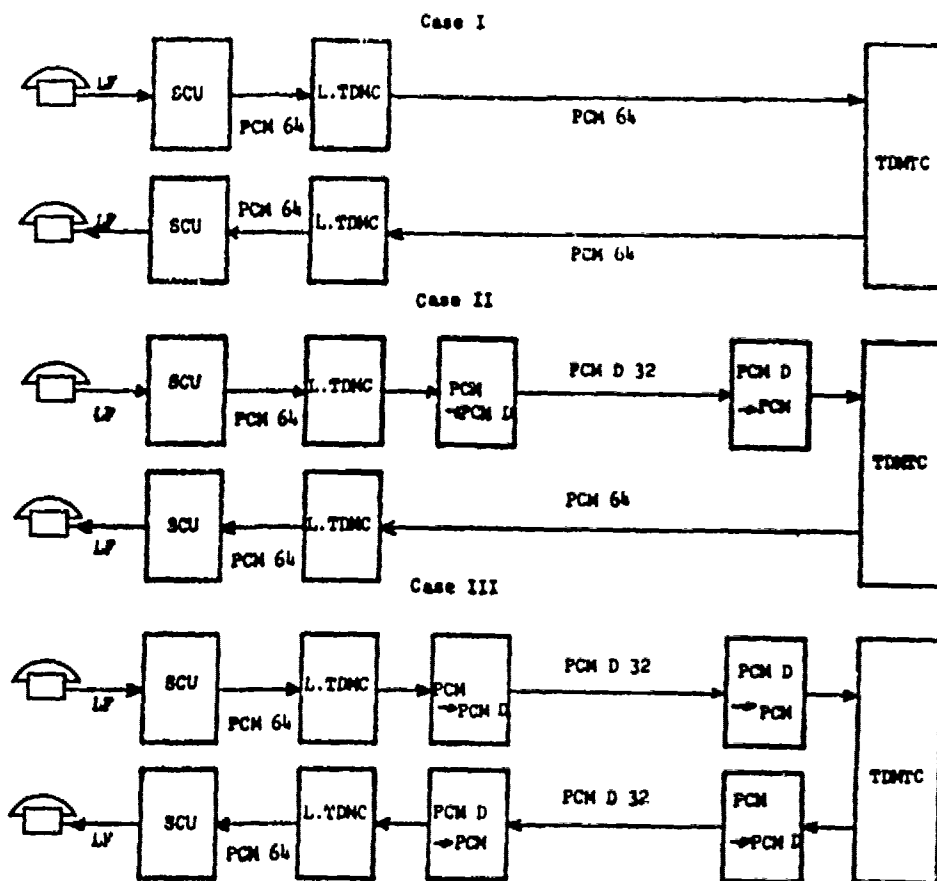 Case I
LF
SCU
PCM 64
L.TDMC
PCM 64
TDMTC
LF
SCU
PCM 64
L.TDMC
PCM 64
Case II
LF
SCU
PCM 64
L.TDMC
PCM
→PCM D
PCM D 32
PCM D
→PCM
TDMTC
LF
SCU
PCM 64
L.TDMC
PCM 64
Case III
LF
SCU
PCM 64
L.TDMC
PCM
→PCM D
PCM D 32
PCM D
→PCM
TDMTC
LF
SCU
PCM 64
L.TDMC
PCM D
→PCM
PCM D 32
PCM
→PCM D